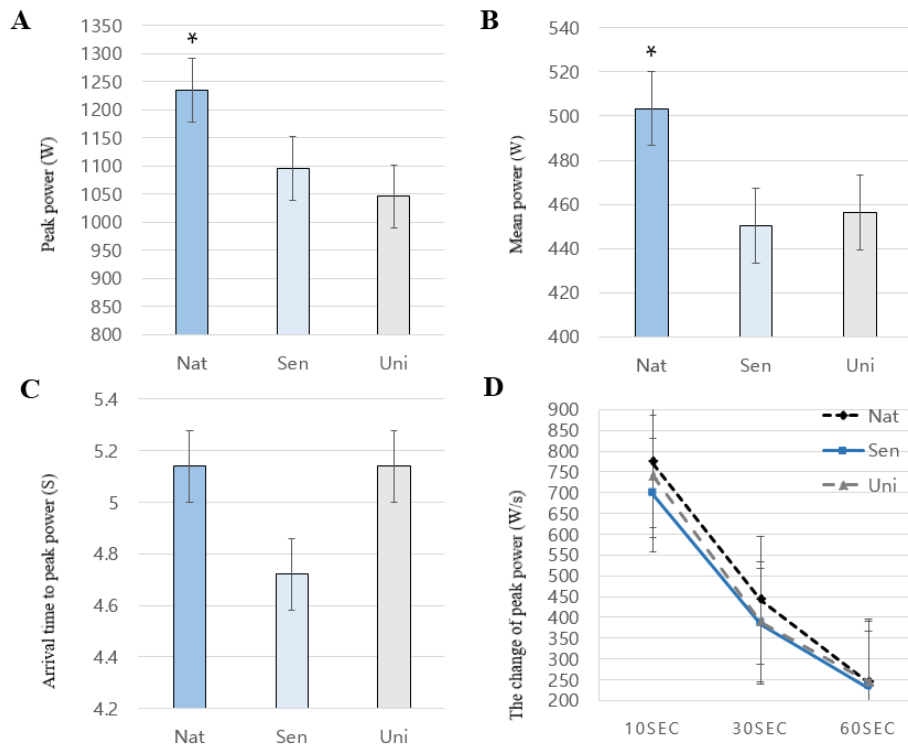 A
Peak power (W)
1350
1300
1250
1200
1150
1100
1050
1000
950
900
850
800
*
Nat Sen Uni
B
Mean power (W)
540
520
500
480
460
440
420
400
*
Nat Sen Uni
C
Arrival time to peak power (S)
5.4
5.2
5
4.8
4.6
4.4
4.2
Nat Sen Uni
D
The change of peak power (W/s)
900
850
800
750
700
650
600
550
500
450
400
350
300
250
200
Nat
Sen
Uni
10SEC 30SEC 60SEC